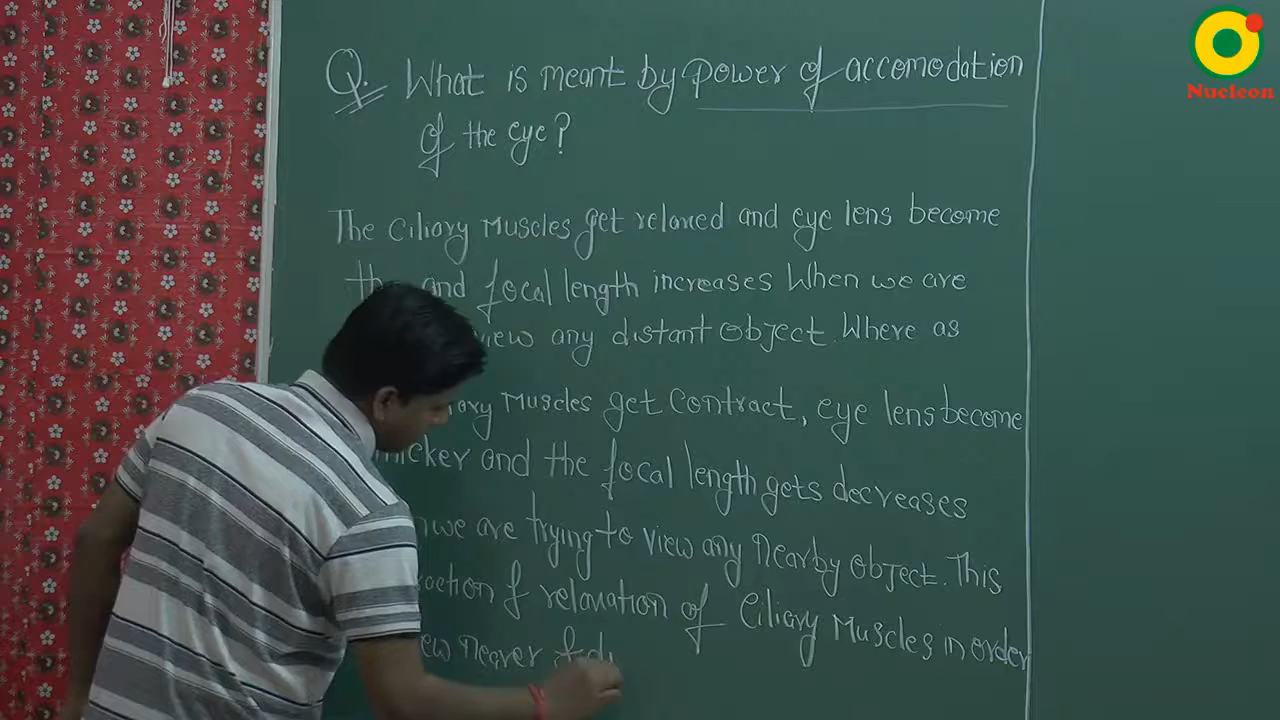 Q. What is meant by power of accomodation
of the eye?
The ciliary Muscles get relaxed and eye lens become
and focal length increases When we are
view any distant object. Where as
Muscles get contract, eye lens become
and the focal length gets decreases
we are trying to view any nearby object. This
& relaxation of Ciliary Muscles in order
nearer &
Nucleon